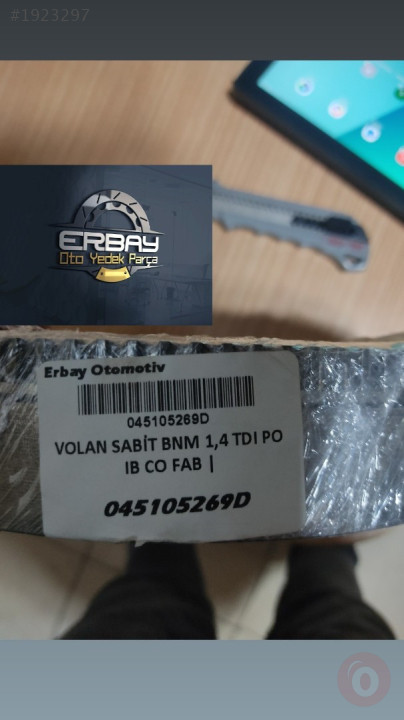 #1923297
ERBAY
Oto Yedek Parça
Erbay Otomotiv
045105269D
VOLAN SABİT BNM 1,4 TDI PO
IB CO FAB |
045105269D